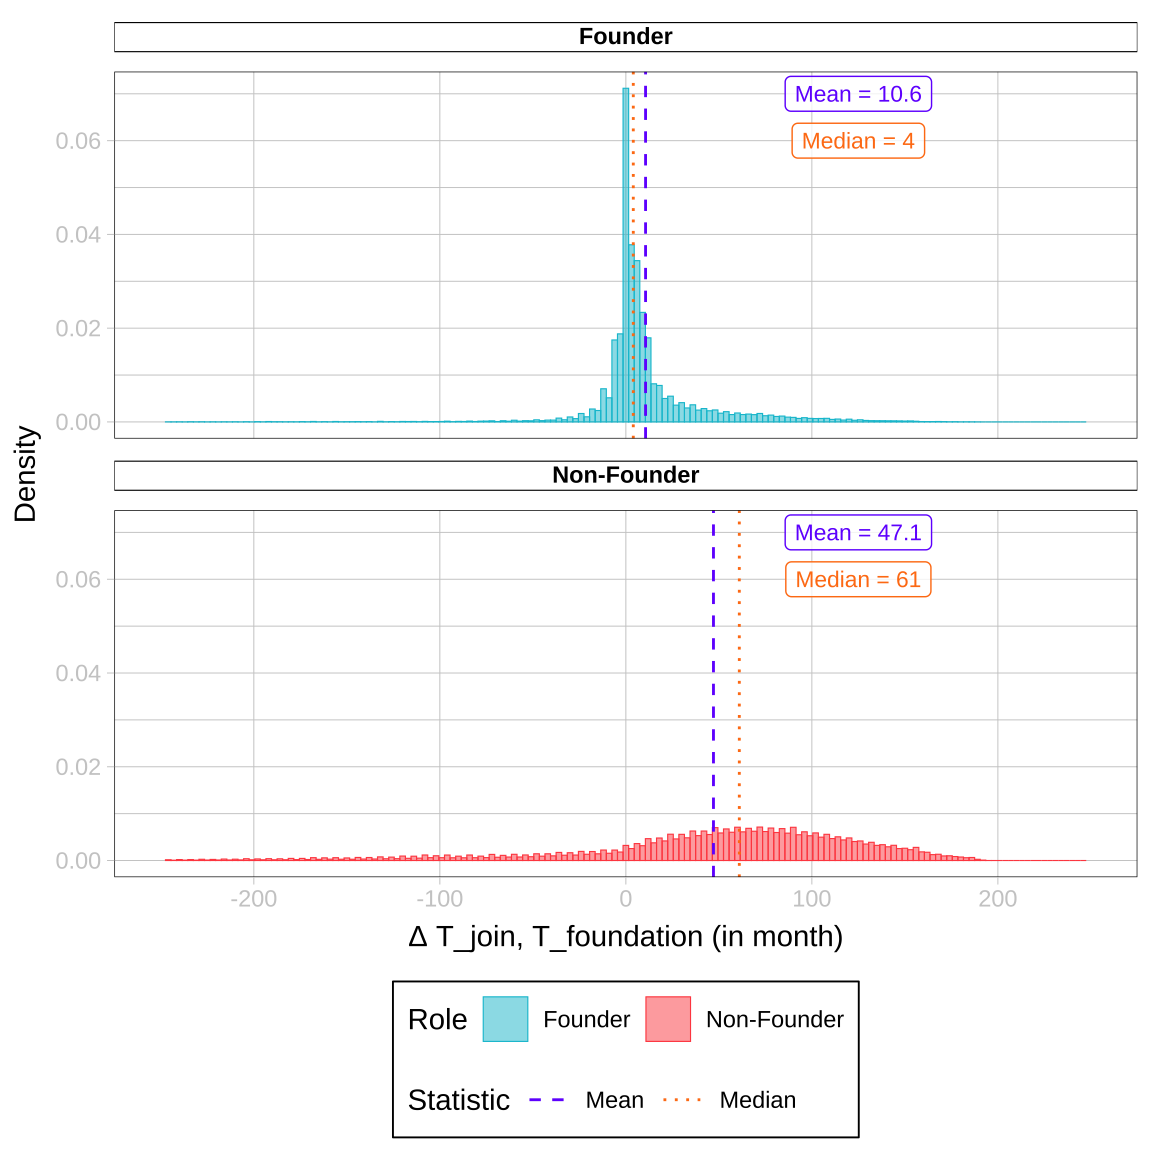 Founder
Mean = 10.6
Median = 4
0.06
0.04
0.02
0.00
Density
Non-Founder
Mean = 47.1
Median = 61
0.06
0.04
0.02
0.00
-200 -100 0 100 200
Δ T_join, T_foundation (in month)
Role Founder Non-Founder
Statistic Mean Median